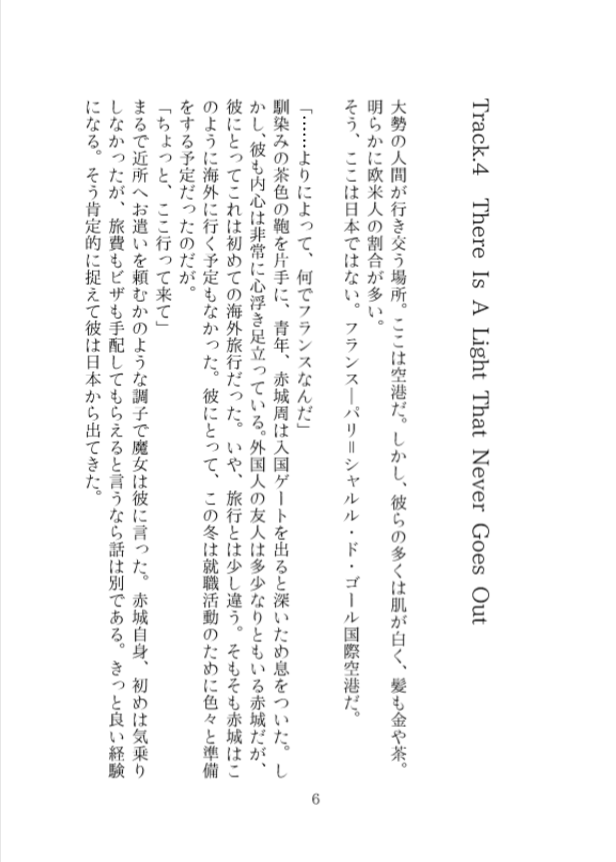 Track.4　There Is A Light That Never Goes Out
大勢の人間が行き交う場所。ここは空港だ。しかし、彼らの多くは肌が白く、髪も金や茶。
明らかに欧米人の割合が多い。
そう、ここは日本ではない。フランス―パリ＝シャルル・ド・ゴール国際空港だ。
「……よりによって、何でフランスなんだ」
馴染みの茶色の鞄を片手に、青年、赤城周は入国ゲートを出ると深いため息をついた。し
かし、彼も内心は非常に心浮き足立っている。外国人の友人は多少なりともいる赤城だが、
彼にとってこれは初めての海外旅行だった。いや、旅行とは少し違う。そもそも赤城はこ
のように海外に行く予定もなかった。彼にとって、この冬は就職活動のために色々と準備
をする予定だったのだが。
「ちょっと、ここ行って来て」
まるで近所へお遣いを頼むかのような調子で魔女は彼に言った。赤城自身、初めは気乗り
しなかったが、旅費もビザも手配してもらえると言うなら話は別である。きっと良い経験
になる。そう肯定的に捉えて彼は日本から出てきた。
6